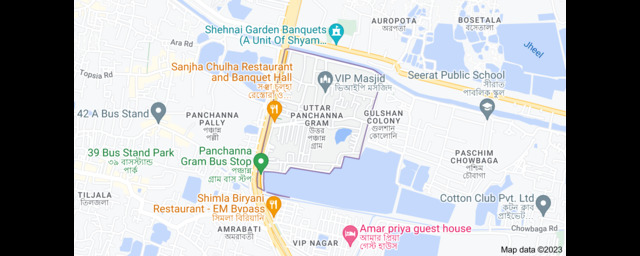 Shehnai Garden Banquets
(A Unit Of Shyam...
AUROPOTA
অরপতা
BOSETALA
বসেতালা
Jheel
Ara Rd
Topsia Rd
Sanjha Chulha Restaurant
and Banquet Hall
সঞ্ঝা চুলহা
রেস্তোরাঁ ও
VIP Masjid
ভিআইপি মসজিদ
Seerat Public School
সীরাত
পাবলিক স্কুল
42 A Bus Stand
PANCHANNA
PALLY
পঞ্চান্ন
পল্লী
UTTAR
PANCHANNA
GRAM
উত্তর
পঞ্চান্ন
গ্রাম
GULSHAN
COLONY
গুলশান
কোলোনি
39 Bus Stand Park
৩৯ বাসস্ট্যান্ড
পার্ক
Panchanna
Gram Bus Stop
পঞ্চান্ন
গ্রাম বাস স্টপ
PASCHIM
CHOWBAGA
পশ্চিম
চৌবাগা
TILJALA
তিলজলা
Shimla Biryani
Restaurant - EM Bypass
সিমলা বিরিয়ানি
Cotton Club Pvt. Ltd
কটন ক্লাব
প্রাইভেট
Chowbaga Rd
AMRABATI
অমরাবতী
VIP NAGAR
Amar priya guest house
আমার প্রিয়া
গেস্ট হাউস
Map data ©2023